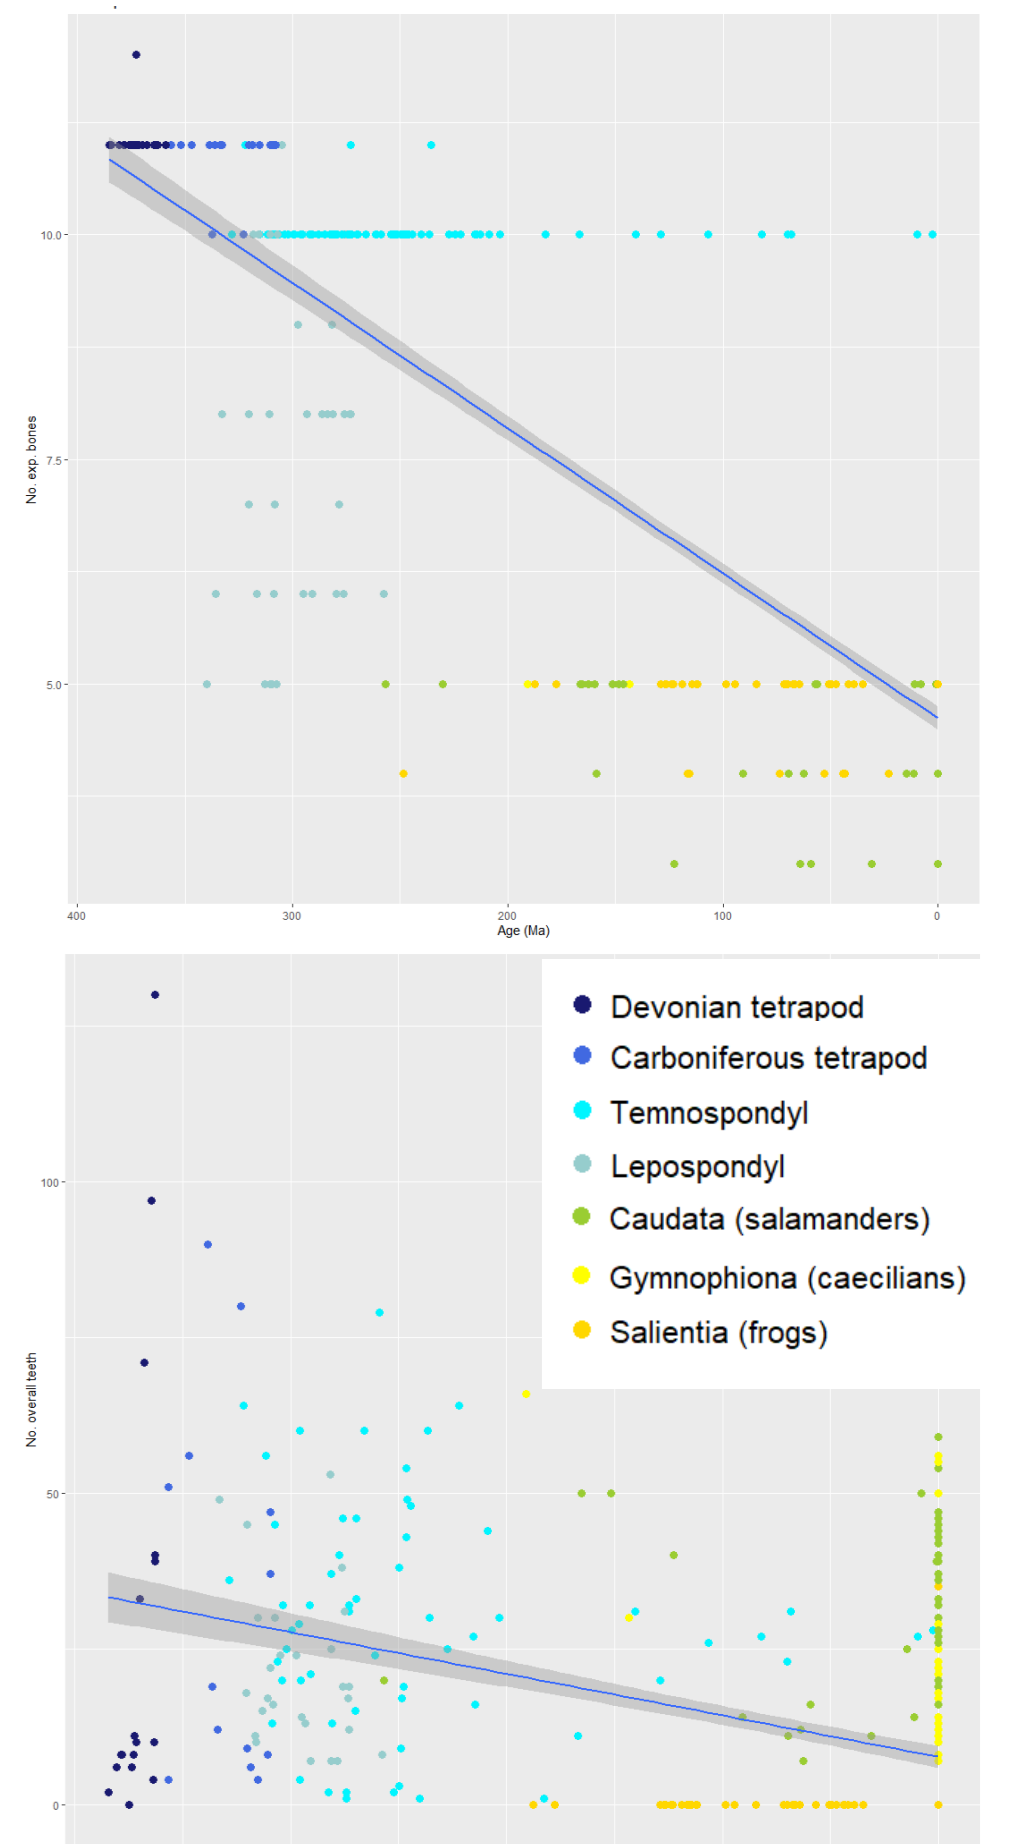 10.0
7.5
5.0
No. exp. bones
400 300 200 100 0
Age (Ma)
Devonian tetrapod
Carboniferous tetrapod
Temnospondyl
Lepospondyl
Caudata (salamanders)
Gymnophiona (caecilians)
Salientia (frogs)
100
50
0
No. overall teeth